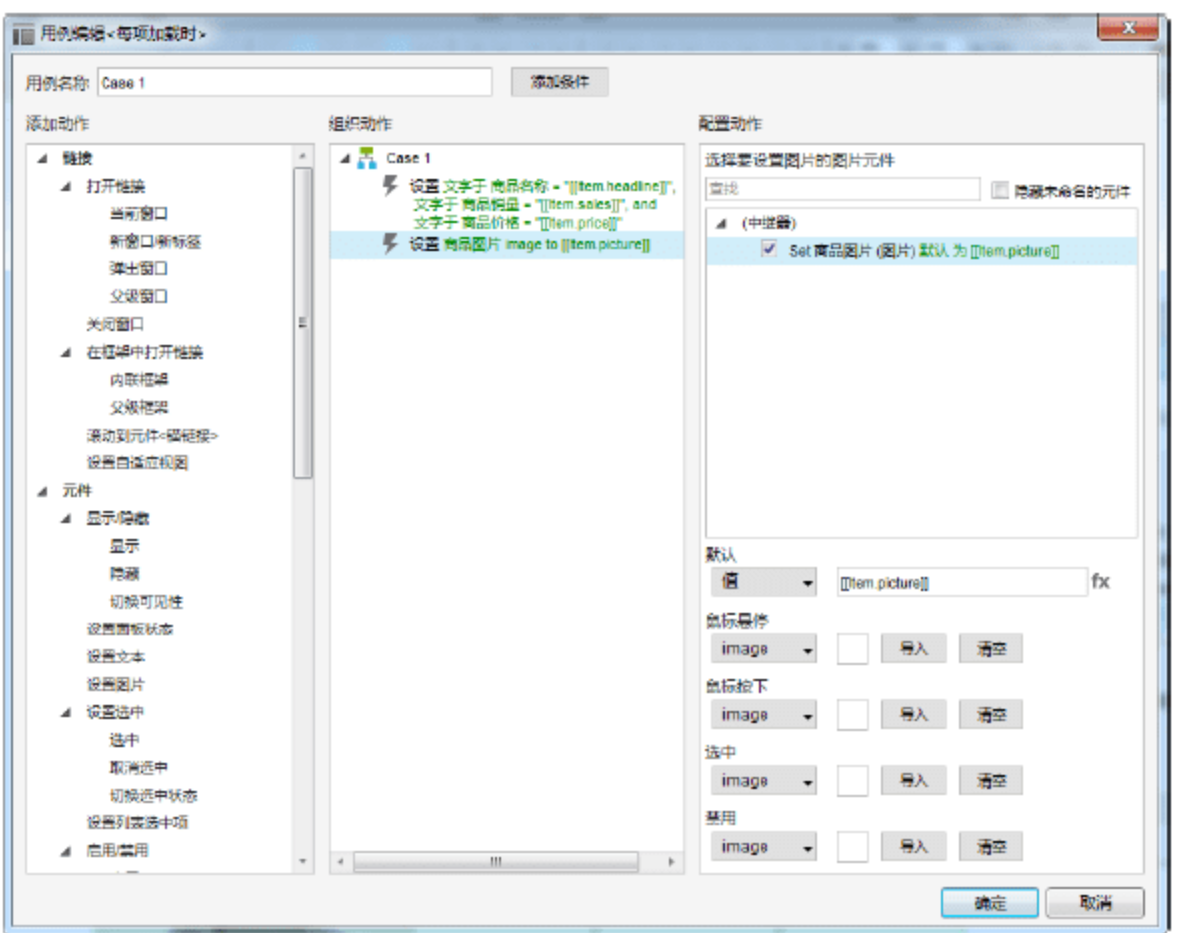 用例编辑<每项加载时>
用例名称 Case 1 添加条件
添加动作
链接
打开链接
当前窗口
新窗口/新标签
弹出窗口
父级窗口
关闭窗口
在框架中打开链接
内联框架
父级框架
滚动到元件<锚链接>
设置自适应视图
元件
显示/隐藏
显示
隐藏
切换可见性
设置面板状态
设置文本
设置图片
设置选中
选中
取消选中
切换选中状态
设置列表选中项
启用/禁用
组织动作
Case 1
设置 文字于 商品名称 = "[[Item.headline]]",
文字于 商品销量 = "[[Item.sales]]", and
文字于 商品价格 = "[[Item.price]]"
设置 商品图片 image to [[Item.picture]]
配置动作
选择要设置图片的图片元件
查找 隐藏未命名的元件
(中继器)
Set 商品图片 (图片) 默认 为 [[Item.picture]]
默认
值 [[Item.picture]] fx
鼠标悬停
image 导入 清空
鼠标按下
image 导入 清空
选中
image 导入 清空
禁用
image 导入 清空
确定 取消